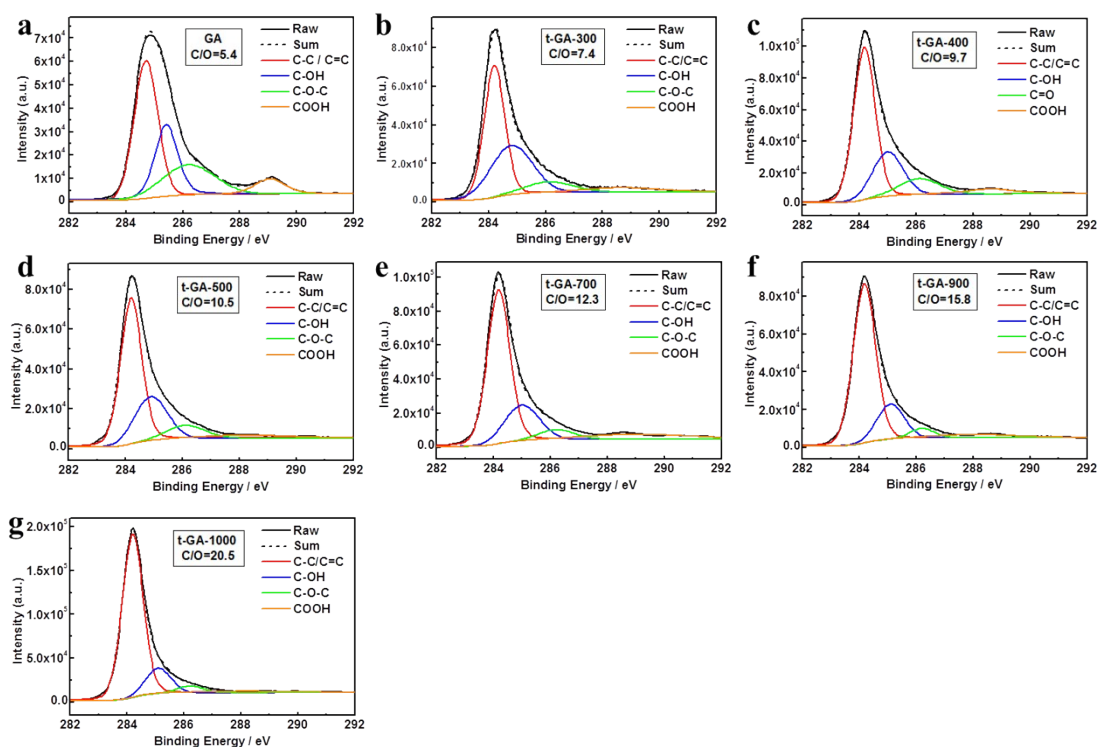 a
GA
C/O=5.4
Raw
Sum
C-C / C=C
C-OH
C-O-C
COOH
7x10⁴
6x10⁴
5x10⁴
4x10⁴
3x10⁴
2x10⁴
1x10⁴
0
Intensity (a.u.)
282 284 286 288 290 292
Binding Energy / eV
b
t-GA-300
C/O=7.4
Raw
Sum
C-C/C=C
C-OH
C-O-C
COOH
8.0x10⁴
6.0x10⁴
4.0x10⁴
2.0x10⁴
0.0
Intensity (a.u.)
282 284 286 288 290 292
Binding Energy / eV
c
t-GA-400
C/O=9.7
Raw
Sum
C-C/C=C
C-OH
C=O
COOH
1.0x10⁵
8.0x10⁴
6.0x10⁴
4.0x10⁴
2.0x10⁴
0.0
Intensity (a.u.)
282 284 286 288 290 292
Binding Energy / eV
d
t-GA-500
C/O=10.5
Raw
Sum
C-C/C=C
C-OH
C-O-C
COOH
8.0x10⁴
6.0x10⁴
4.0x10⁴
2.0x10⁴
0.0
Intensity (a.u.)
282 284 286 288 290 292
Binding Energy / eV
e
t-GA-700
C/O=12.3
Raw
Sum
C-C/C=C
C-OH
C-O-C
COOH
1.0x10⁵
8.0x10⁴
6.0x10⁴
4.0x10⁴
2.0x10⁴
0.0
Intensity (a.u.)
282 284 286 288 290 292
Binding Energy / eV
f
t-GA-900
C/O=15.8
Raw
Sum
C-C/C=C
C-OH
C-O-C
COOH
8.0x10⁴
6.0x10⁴
4.0x10⁴
2.0x10⁴
0.0
Intensity (a.u.)
282 284 286 288 290 292
Binding Energy / eV
g
t-GA-1000
C/O=20.5
Raw
Sum
C-C/C=C
C-OH
C-O-C
COOH
2.0x10⁵
1.5x10⁵
1.0x10⁵
5.0x10⁴
0.0
Intensity (a.u.)
282 284 286 288 290 292
Binding Energy / eV